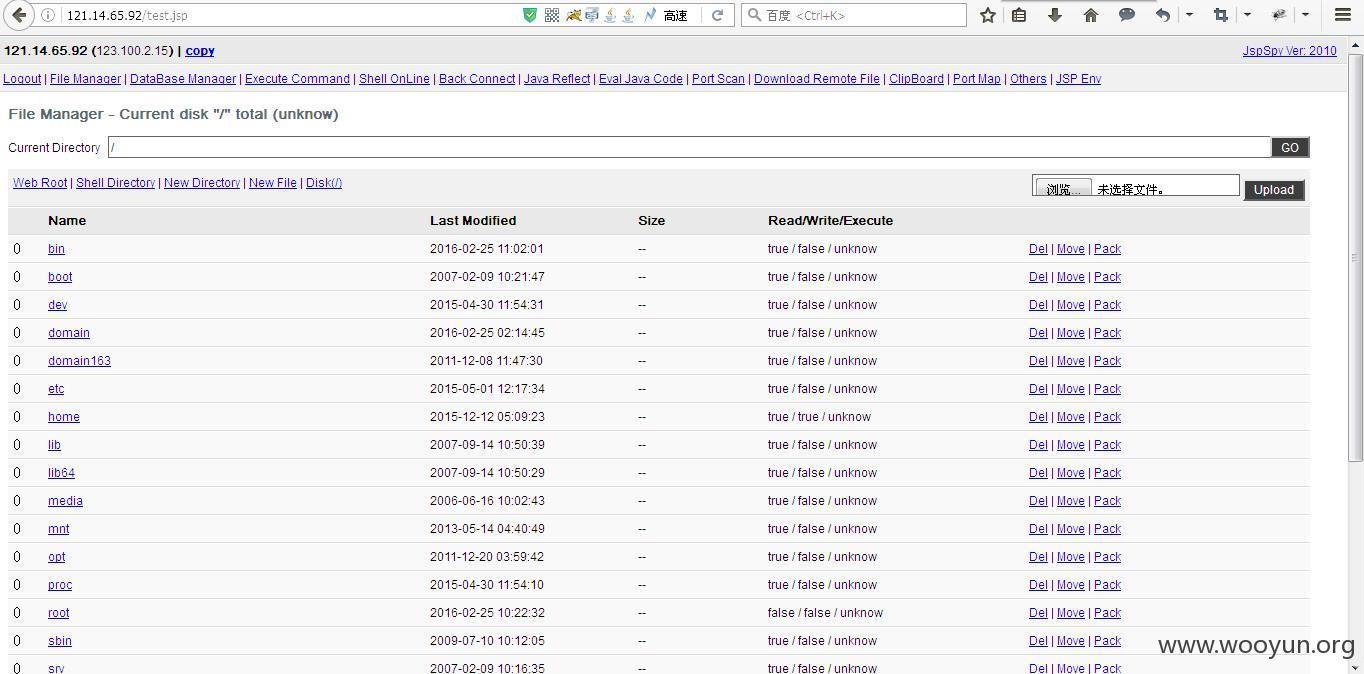 121.14.65.92/test.jsp 高速 百度 <Ctrl+K>
121.14.65.92 (123.100.2.15) | copy JspSpy Ver: 2010
Logout | File Manager | DataBase Manager | Execute Command | Shell OnLine | Back Connect | Java Reflect | Eval Java Code | Port Scan | Download Remote File | ClipBoard | Port Map | Others | JSP Env
File Manager - Current disk "/" total (unknow)
Current Directory / GO
Web Root | Shell Directory | New Directory | New File | Disk(/) 浏览... 未选择文件。 Upload
Name Last Modified Size Read/Write/Execute
0 bin 2016-02-25 11:02:01 -- true / false / unknow Del | Move | Pack
0 boot 2007-02-09 10:21:47 -- true / false / unknow Del | Move | Pack
0 dev 2015-04-30 11:54:31 -- true / false / unknow Del | Move | Pack
0 domain 2016-02-25 02:14:45 -- true / false / unknow Del | Move | Pack
0 domain163 2011-12-08 11:47:30 -- true / false / unknow Del | Move | Pack
0 etc 2015-05-01 12:17:34 -- true / false / unknow Del | Move | Pack
0 home 2015-12-12 05:09:23 -- true / true / unknow Del | Move | Pack
0 lib 2007-09-14 10:50:39 -- true / false / unknow Del | Move | Pack
0 lib64 2007-09-14 10:50:29 -- true / false / unknow Del | Move | Pack
0 media 2006-06-16 10:02:43 -- true / false / unknow Del | Move | Pack
0 mnt 2013-05-14 04:40:49 -- true / false / unknow Del | Move | Pack
0 opt 2011-12-20 03:59:42 -- true / false / unknow Del | Move | Pack
0 proc 2015-04-30 11:54:10 -- true / false / unknow Del | Move | Pack
0 root 2016-02-25 10:22:32 -- false / false / unknow Del | Move | Pack
0 sbin 2009-07-10 10:12:05 -- true / false / unknow Del | Move | Pack
www.wooyun.org
0 srv 2007-02-09 10:16:35 -- true / false / unknow Del | Move | Pack